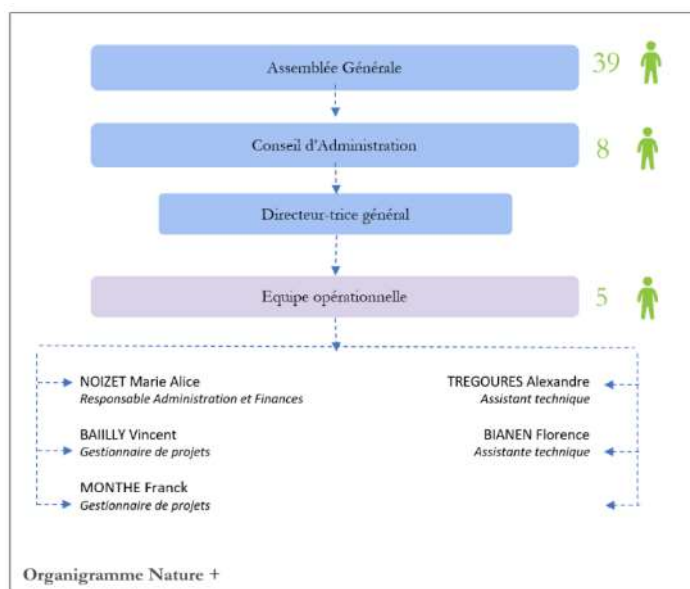 Assemblée Générale
39
Conseil d'Administration
8
Directeur-trice général
Equipe opérationnelle
5
NOIZET Marie Alice
Responsable Administration et Finances
TREGOURES Alexandre
Assistant technique
BAIILLY Vincent
Gestionnaire de projets
BIANEN Florence
Assistante technique
MONTHE Franck
Gestionnaire de projets
Organigramme Nature +